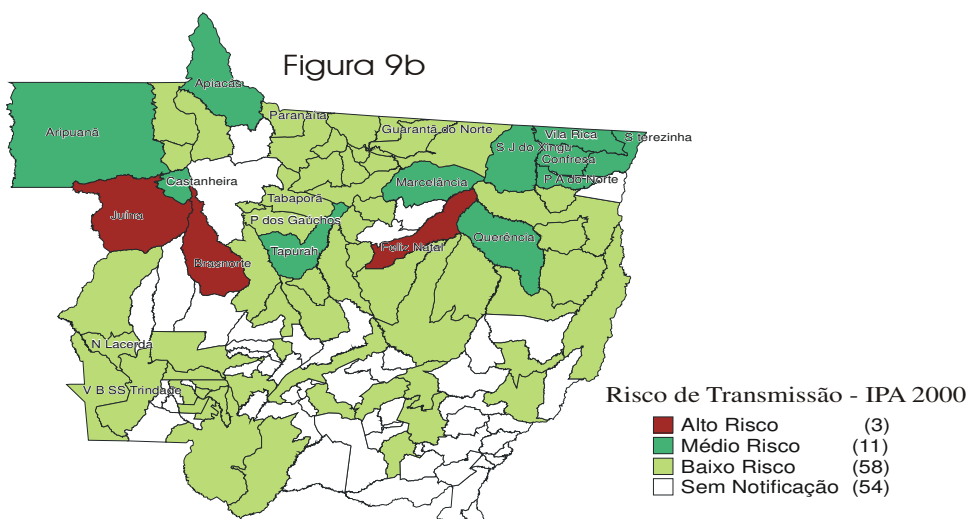 Figura 9b
Apiacás
Paranaíta
Guarantã do Norte
Aripuanã
Vila Rica
S terezinha
S J do Xingu
Confresa
Castanheira
Marcelância
P A do Norte
Tabaporã
Juína
P dos Gaúchos
Querência
Tapurah
Feliz Natal
Brasnorte
N Lacerda
V B SS Trindade
Risco de Transmissão - IPA 2000
Alto Risco (3)
Médio Risco (11)
Baixo Risco (58)
Sem Notificação (54)